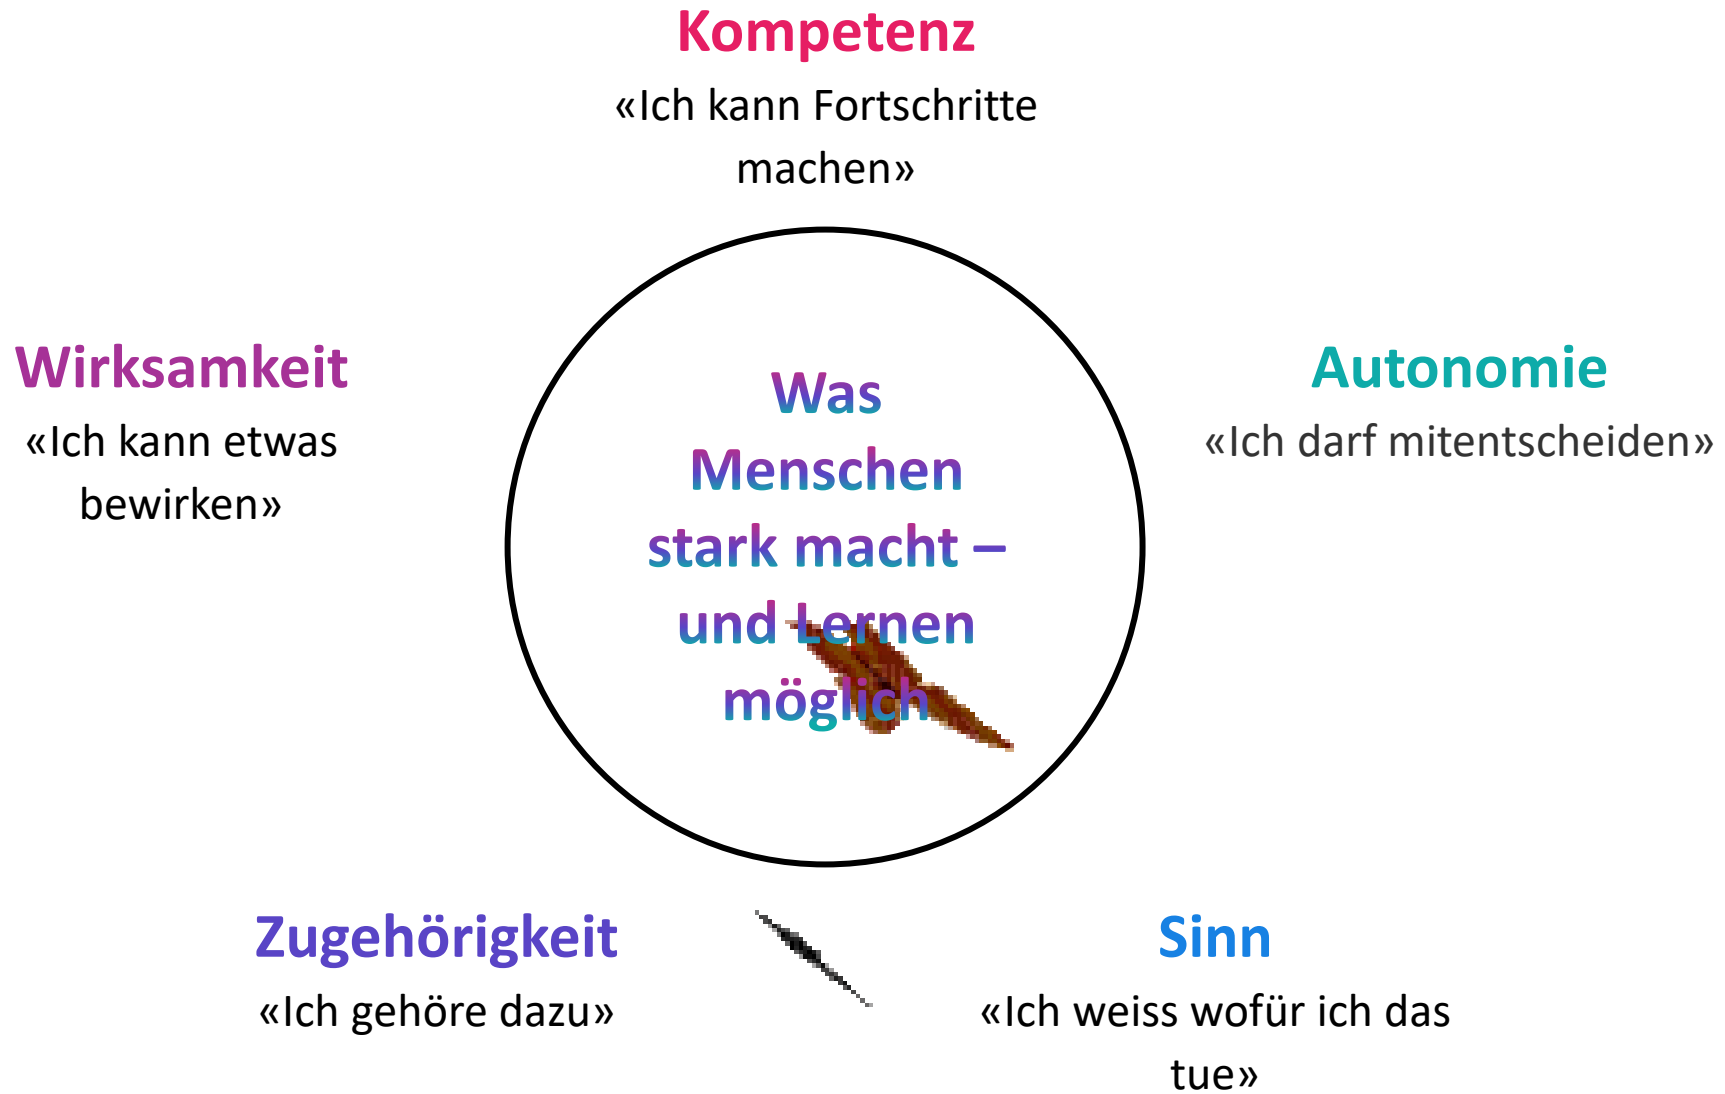 Kompetenz
«Ich kann Fortschritte
machen»
Wirksamkeit
«Ich kann etwas
bewirken»
Was
Menschen
stark macht –
und Lernen
möglich
Autonomie
«Ich darf mitentscheiden»
Zugehörigkeit
«Ich gehöre dazu»
Sinn
«Ich weiss wofür ich das
tue»